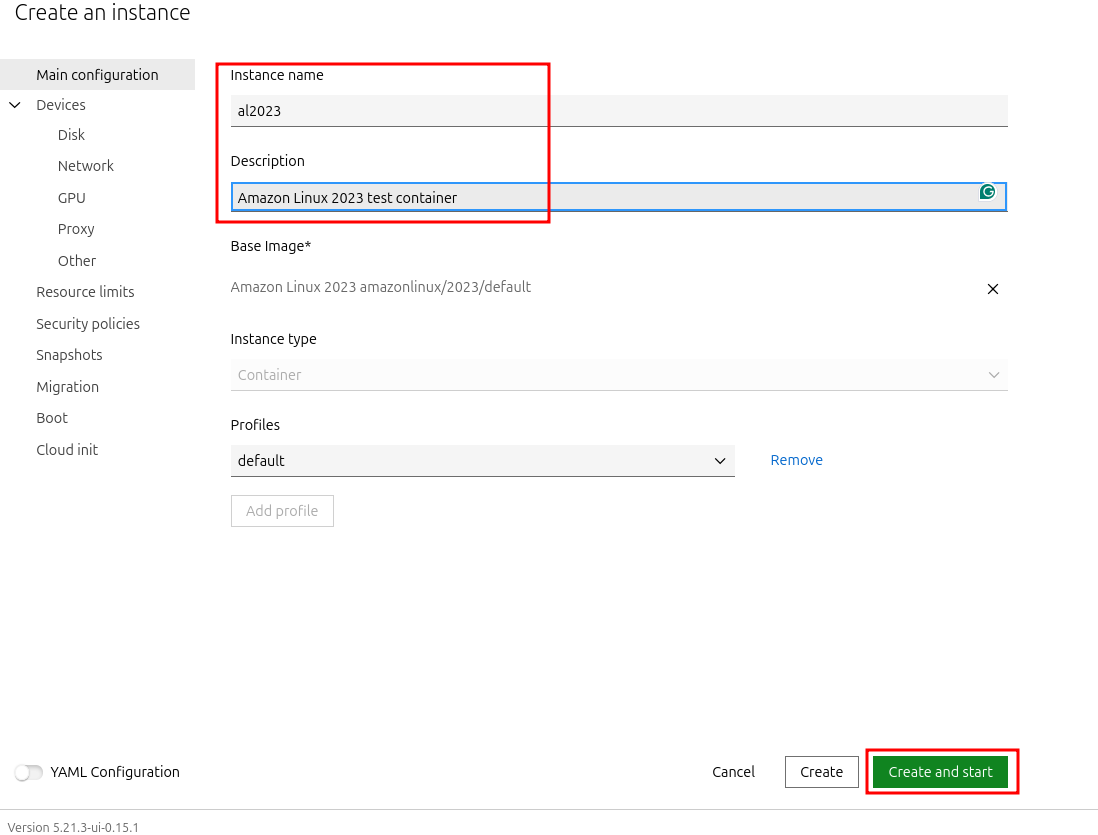 Create an instance
Main configuration
Devices
Disk
Network
GPU
Proxy
Other
Resource limits
Security policies
Snapshots
Migration
Boot
Cloud init
Instance name
al2023
Description
Amazon Linux 2023 test container
Base Image*
Amazon Linux 2023 amazonlinux/2023/default
Instance type
Container
Profiles
default
Remove
Add profile
YAML Configuration
Cancel
Create
Create and start
Version 5.21.3-ui-0.15.1